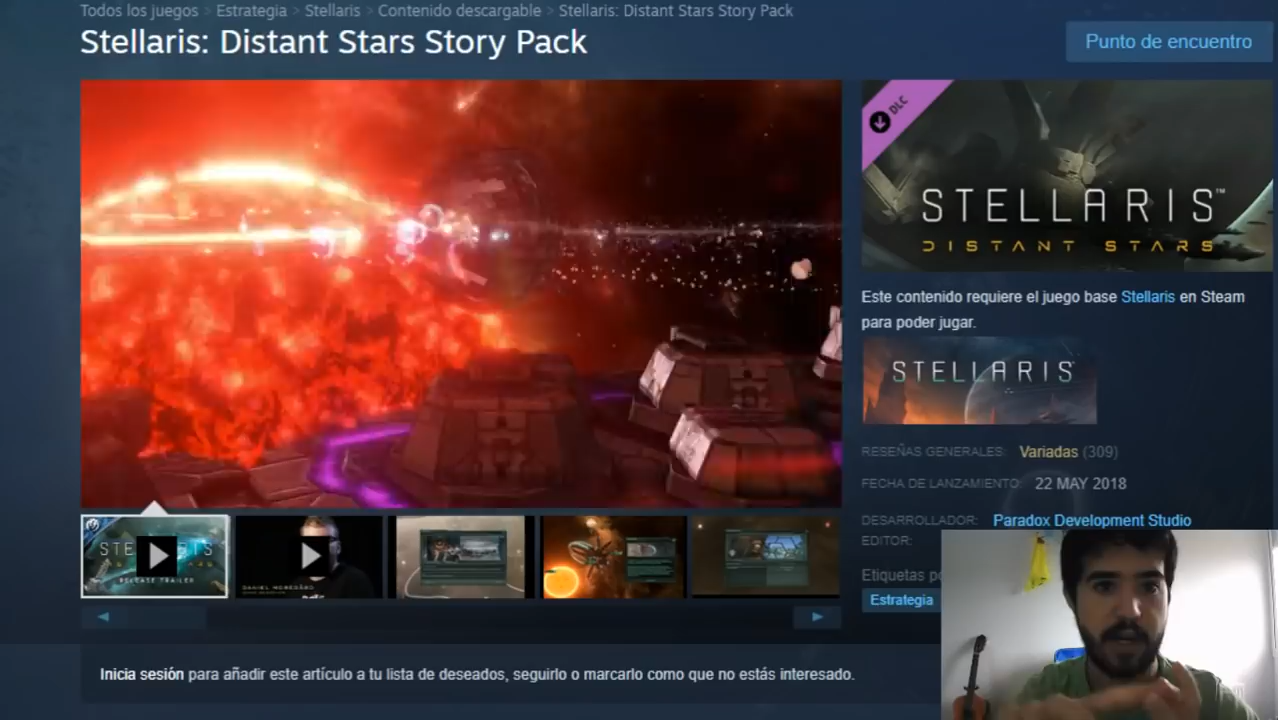 Todos los juegos > Estrategia > Stellaris > Contenido descargable > Stellaris: Distant Stars Story Pack
Stellaris: Distant Stars Story Pack
Punto de encuentro
DLC
STELLARIS™
DISTANT STARS
Este contenido requiere el juego base Stellaris en Steam
para poder jugar.
STELLARIS
RESEÑAS GENERALES: Variadas (309)
FECHA DE LANZAMIENTO: 22 MAY 2018
DESARROLLADOR: Paradox Development Studio
EDITOR:
Etiquetas
Estrategia
RELEASE TRAILER
Inicia sesión para añadir este artículo a tu lista de deseados, seguirlo o marcarlo como que no estás interesado.